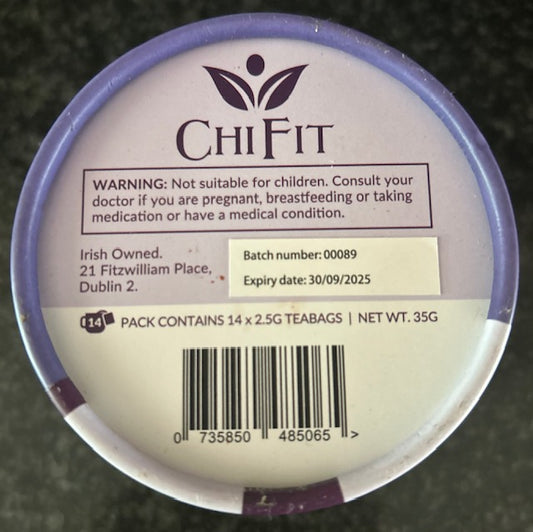 CHIFIT
WARNING: Not suitable for children. Consult your
doctor if you are pregnant, breastfeeding or taking
medication or have a medical condition.
Irish Owned.
21 Fitzwilliam Place,
Dublin 2.
Batch number: 00089
Expiry date: 30/09/2025
14 PACK CONTAINS 14 x 2.5G TEABAGS | NET WT. 35G
0 735850 485065 >